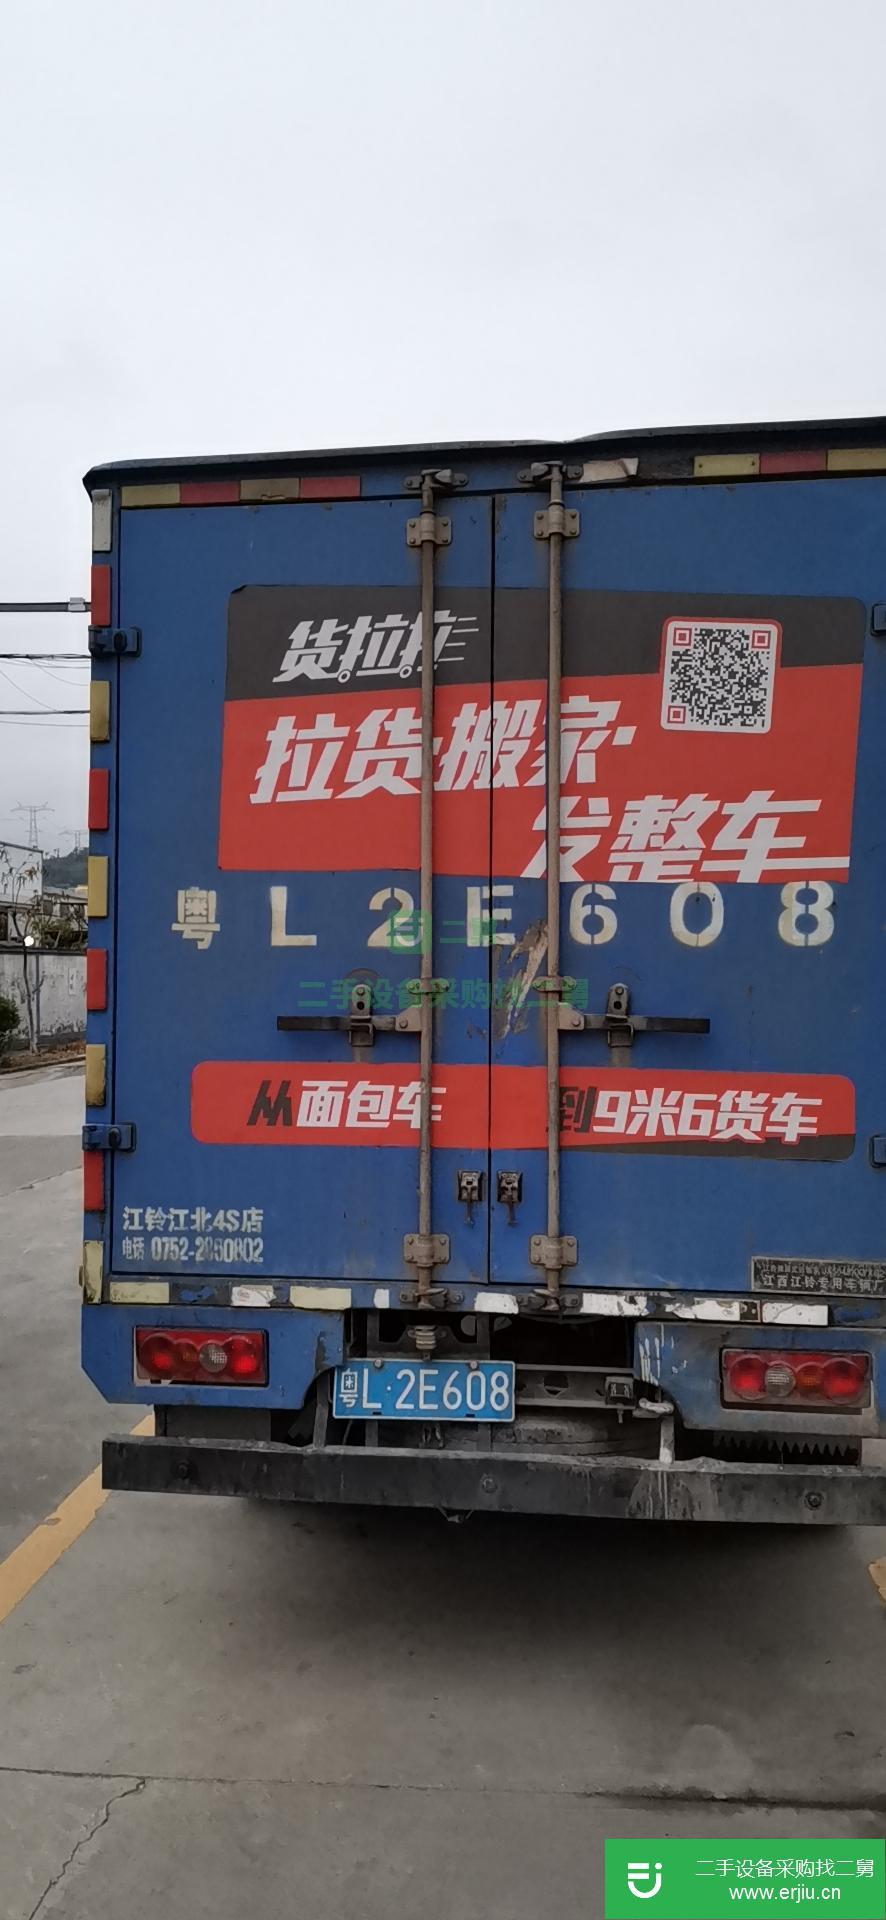 货拉拉
拉货搬家·
发整车
粤L2E608
二舅
二手设备采购找二舅
从面包车 到9米6货车
江铃江北4S店
电话 0752-2850802
江西江铃专用车辆厂
粤L·2E608
二手设备采购找二舅
www.erjiu.cn